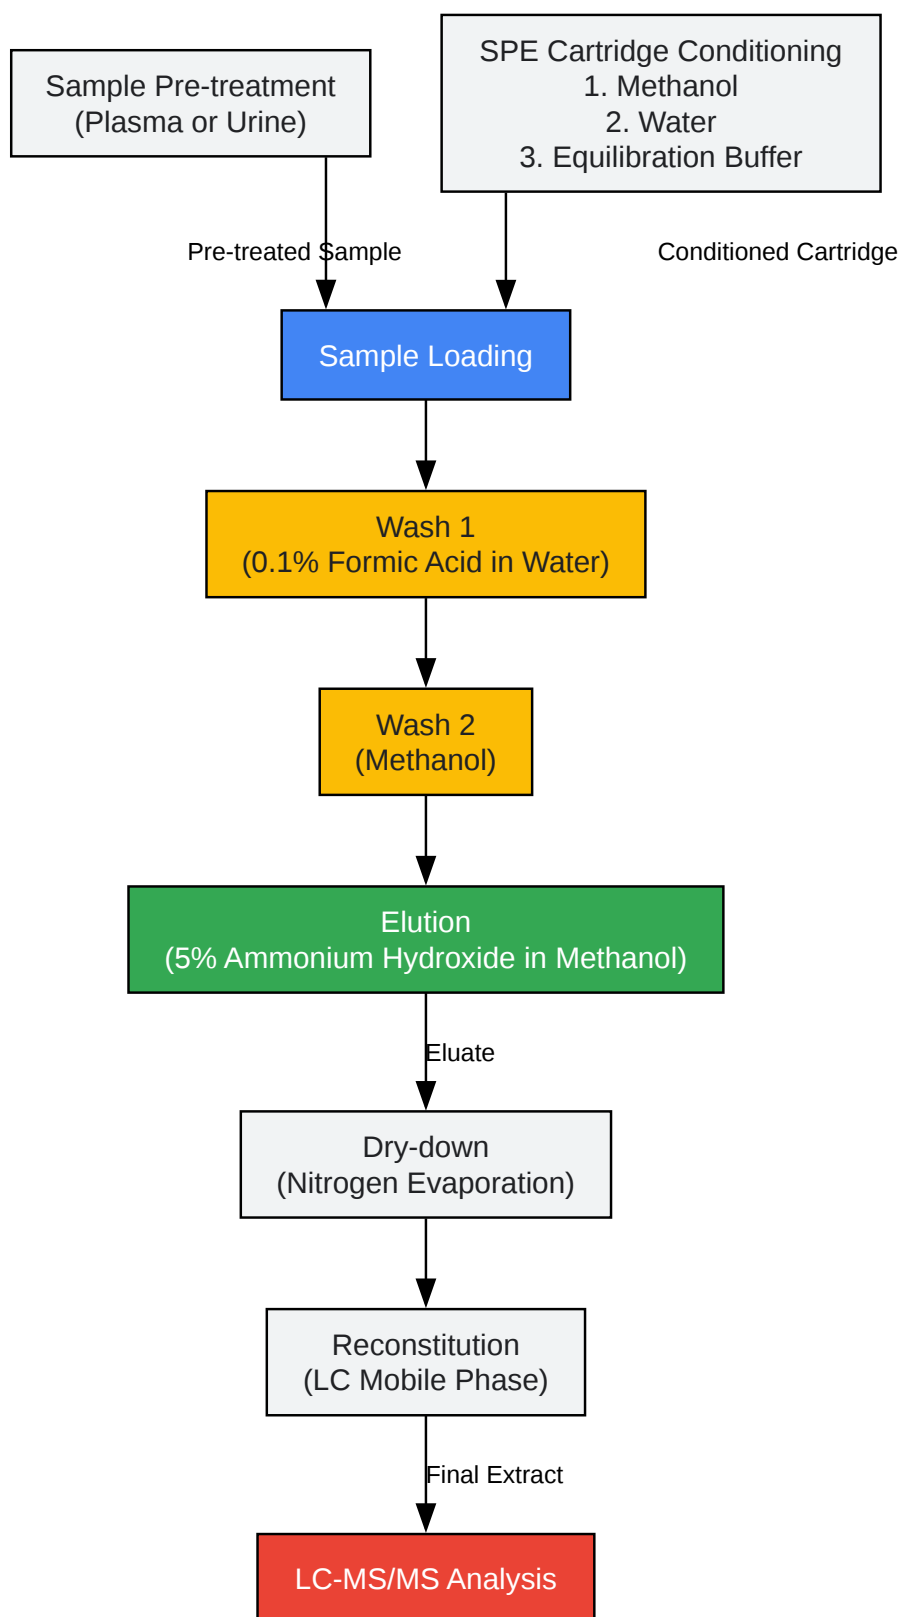 Sample Pre-treatment
(Plasma or Urine)
SPE Cartridge Conditioning
1. Methanol
2. Water
3. Equilibration Buffer
Pre-treated Sample
Conditioned Cartridge
Sample Loading
Wash 1
(0.1% Formic Acid in Water)
Wash 2
(Methanol)
Elution
(5% Ammonium Hydroxide in Methanol)
Eluate
Dry-down
(Nitrogen Evaporation)
Reconstitution
(LC Mobile Phase)
Final Extract
LC-MS/MS Analysis